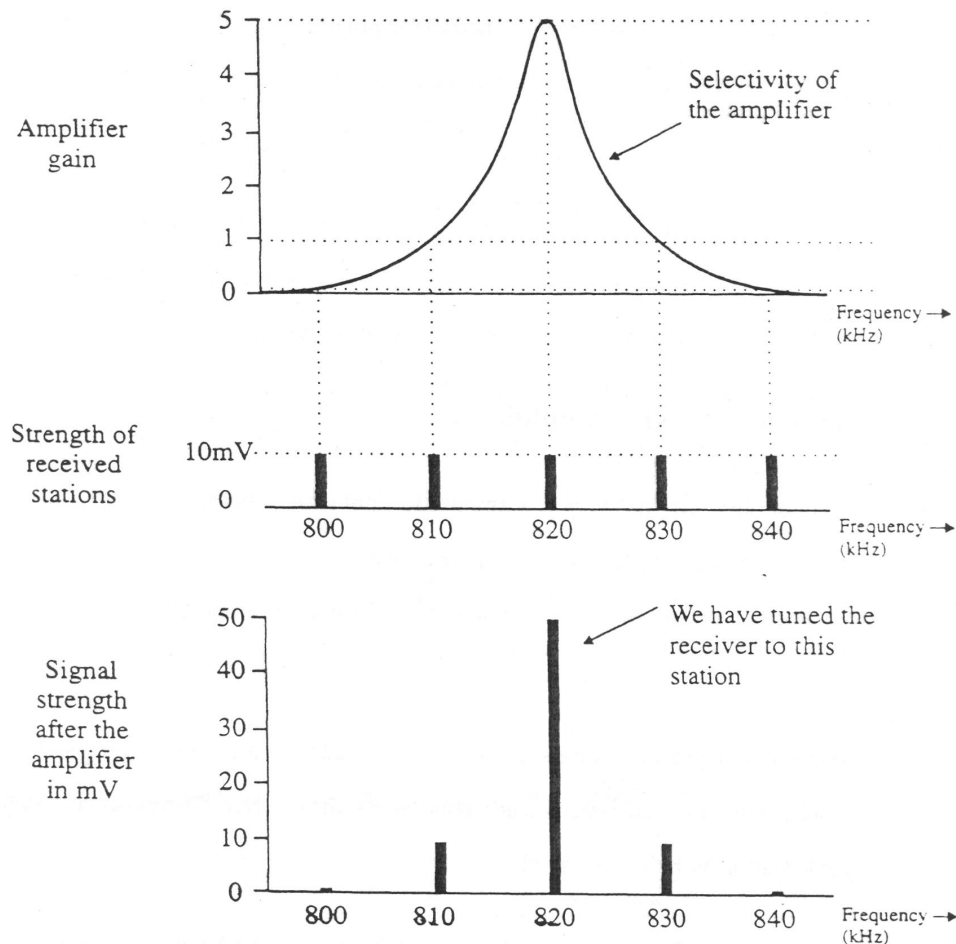 5
4
3
2
1
0
Amplifier
gain
Selectivity of
the amplifier
Frequency →
(kHz)
Strength of
received
stations
10mV
0
800 810 820 830 840
Frequency →
(kHz)
50
40
30
20
10
0
Signal
strength
after the
amplifier
in mV
We have tuned the
receiver to this
station
800 810 820 830 840
Frequency →
(kHz)